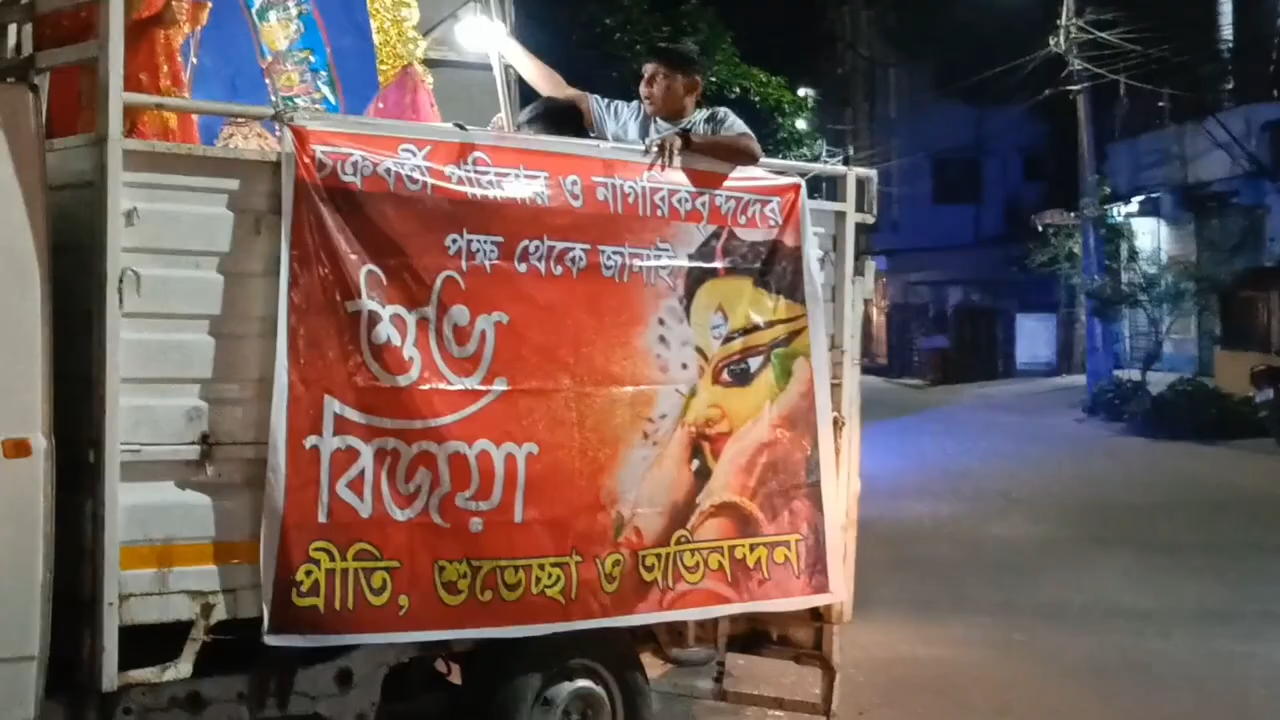 চক্রবর্তী পরিবার ও নাগরিকবৃন্দদের
পক্ষ থেকে জানাই
শুভ
বিজয়া
প্রীতি, শুভেচ্ছা ও অভিনন্দন